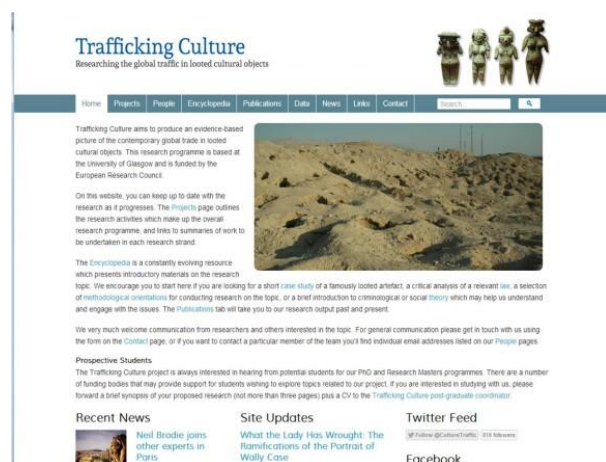 Trafficking Culture
Researching the global traffic in looted cultural objects
Home Projects People Encyclopedia Publications Data News Links Contact Search...
Trafficking Culture aims to produce an evidence-based
picture of the contemporary global trade in looted
cultural objects. This research programme is based at
the University of Glasgow and is funded by the
European Research Council.
On this website, you can keep up to date with the
research as it progresses. The Projects page outlines
the research activities which make up the overall
research programme, and links to summaries of work to
be undertaken in each research strand.
The Encyclopedia is a constantly evolving resource
which presents introductory materials on the research
topic. We encourage you to start here if you are looking for a short case study of a famously looted artefact, a critical analysis of a relevant law, a selection
of methodological orientations for conducting research on the topic, or a brief introduction to criminological or social theory which may help us understand
and engage with the issues. The Publications tab will take you to our research output past and present.
We very much welcome communication from researchers and others interested in the topic. For general communication please get in touch with us using
the form on the Contact page, or if you want to contact a particular member of the team you'll find individual email addresses listed on our People pages.
Prospective Students
The Trafficking Culture project is always interested in hearing from potential students for our PhD and Research Masters programmes. There are a number
of funding bodies that may provide support for students wishing to explore topics related to our project. If you are interested in studying with us, please
forward a brief synopsis of your proposed research (not more than three pages) plus a CV to the Trafficking Culture post-graduate coordinator.
Recent News
Neil Brodie joins
other experts in
Paris
Site Updates
What the Lady Has Wrought: The
Ramifications of the Portrait of
Wally Case
Twitter Feed
Follow @CultureTraffic 318 followers
Facebook